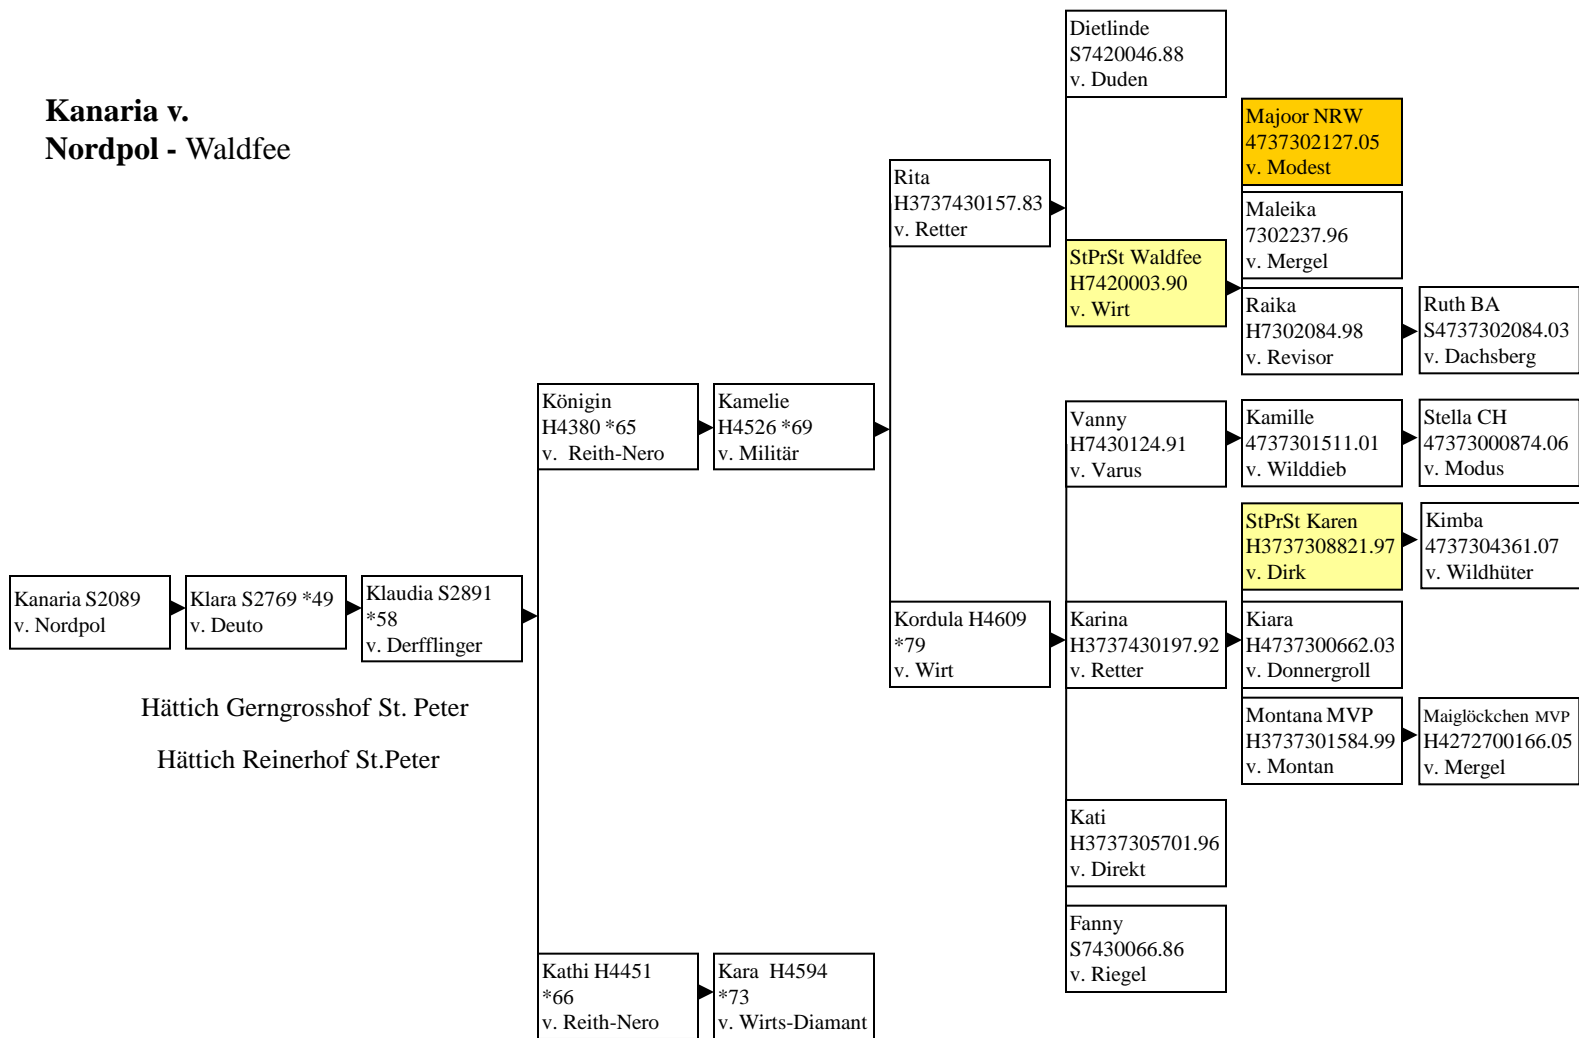 Kanaria v.
Nordpol - Waldfee
Kanaria S2089
v. Nordpol
Klara S2769 *49
v. Deuto
Klaudia S2891
*58
v. Derfflinger
Hättich Gerngrosshof St. Peter
Hättich Reinerhof St.Peter
Königin
H4380 *65
v. Reith-Nero
Kathi H4451
*66
v. Reith-Nero
Kamelie
H4526 *69
v. Militär
Kara H4594
*73
v. Wirts-Diamant
Rita
H3737430157.83
v. Retter
Kordula H4609
*79
v. Wirt
Dietlinde
S7420046.88
v. Duden
StPrSt Waldfee
H7420003.90
v. Wirt
Vanny
H7430124.91
v. Varus
Karina
H3737430197.92
v. Retter
Kati
H3737305701.96
v. Direkt
Fanny
S7430066.86
v. Riegel
Majoor NRW
4737302127.05
v. Modest
Maleika
7302237.96
v. Mergel
Raika
H7302084.98
v. Revisor
Kamille
4737301511.01
v. Wilddieb
StPrSt Karen
H3737308821.97
v. Dirk
Kiara
H4737300662.03
v. Donnergroll
Montana MVP
H3737301584.99
v. Montan
Ruth BA
S4737302084.03
v. Dachsberg
Stella CH
47373000874.06
v. Modus
Kimba
4737304361.07
v. Wildhüter
Maiglöckchen MVP
H4272700166.05
v. Mergel